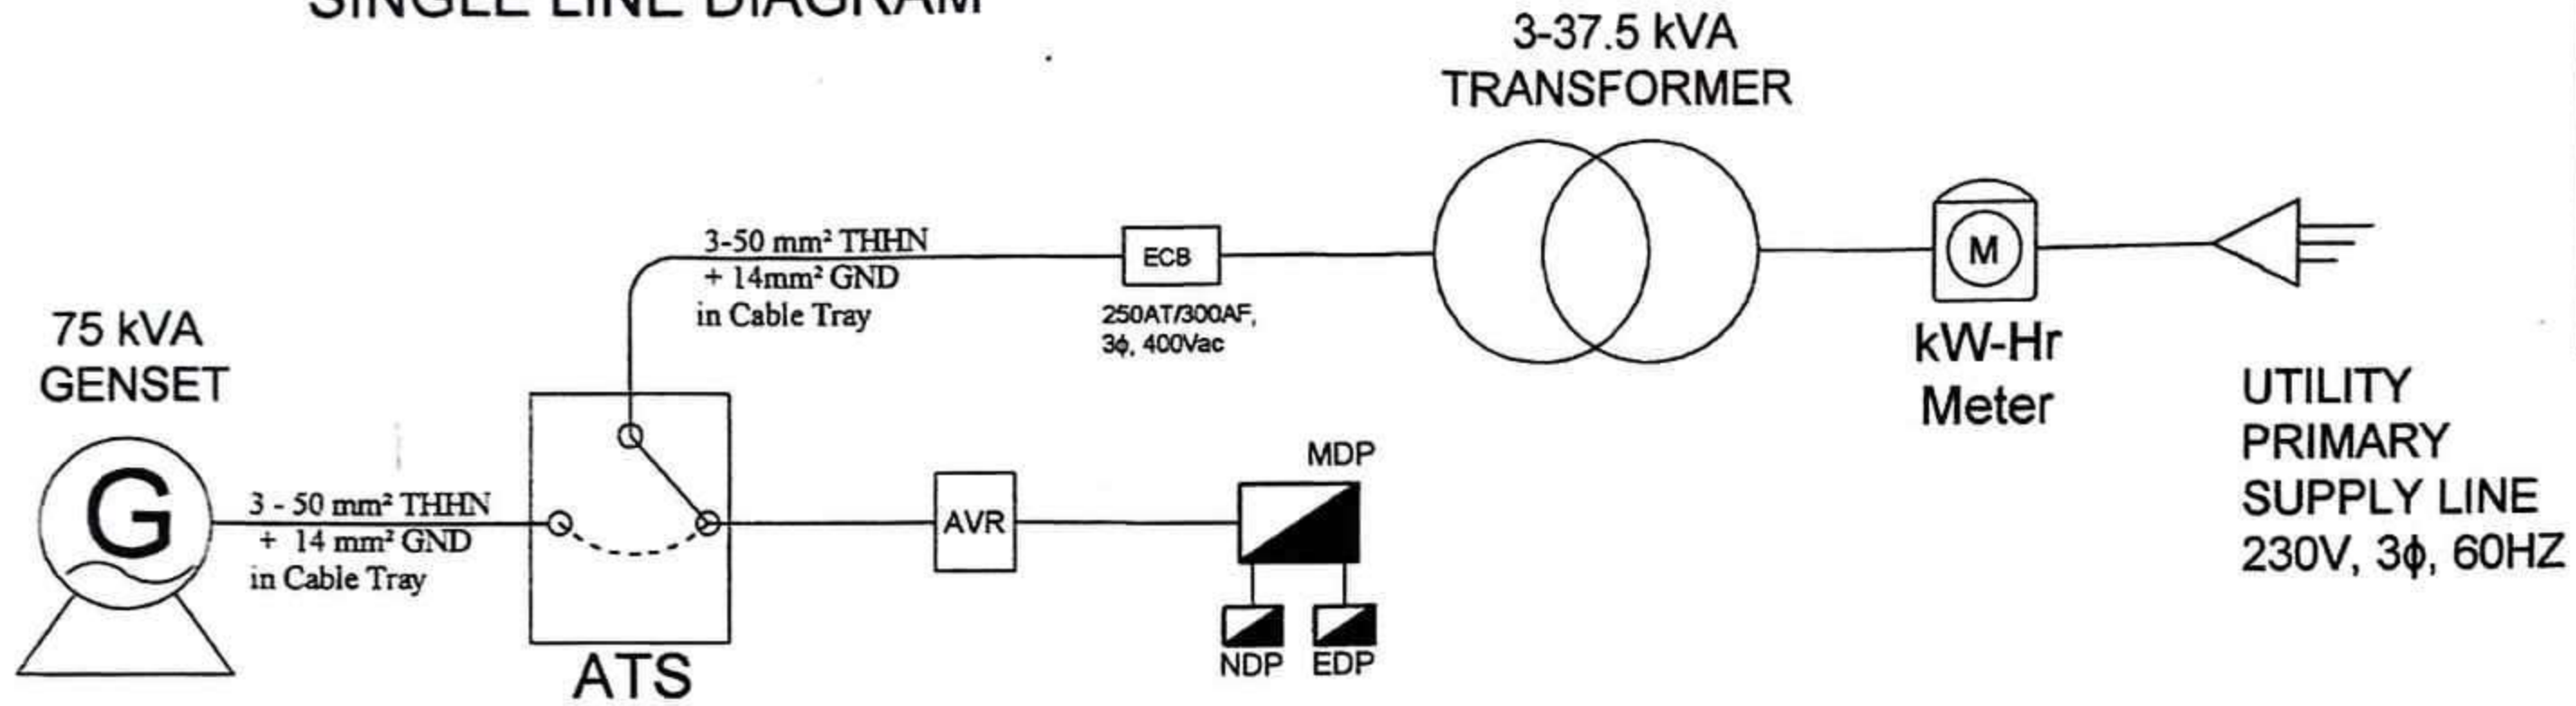 SINGLE LINE DIAGRAM
3-37.5 kVA
TRANSFORMER
3-50 mm² THHN
+ 14mm² GND
in Cable Tray
ECB
250AT/300AF,
3ϕ, 400Vac
M
kW-Hr
Meter
UTILITY
PRIMARY
SUPPLY LINE
230V, 3ϕ, 60HZ
75 kVA
GENSET
G
3 - 50 mm² THHN
+ 14 mm² GND
in Cable Tray
ATS
AVR
MDP
NDP EDP